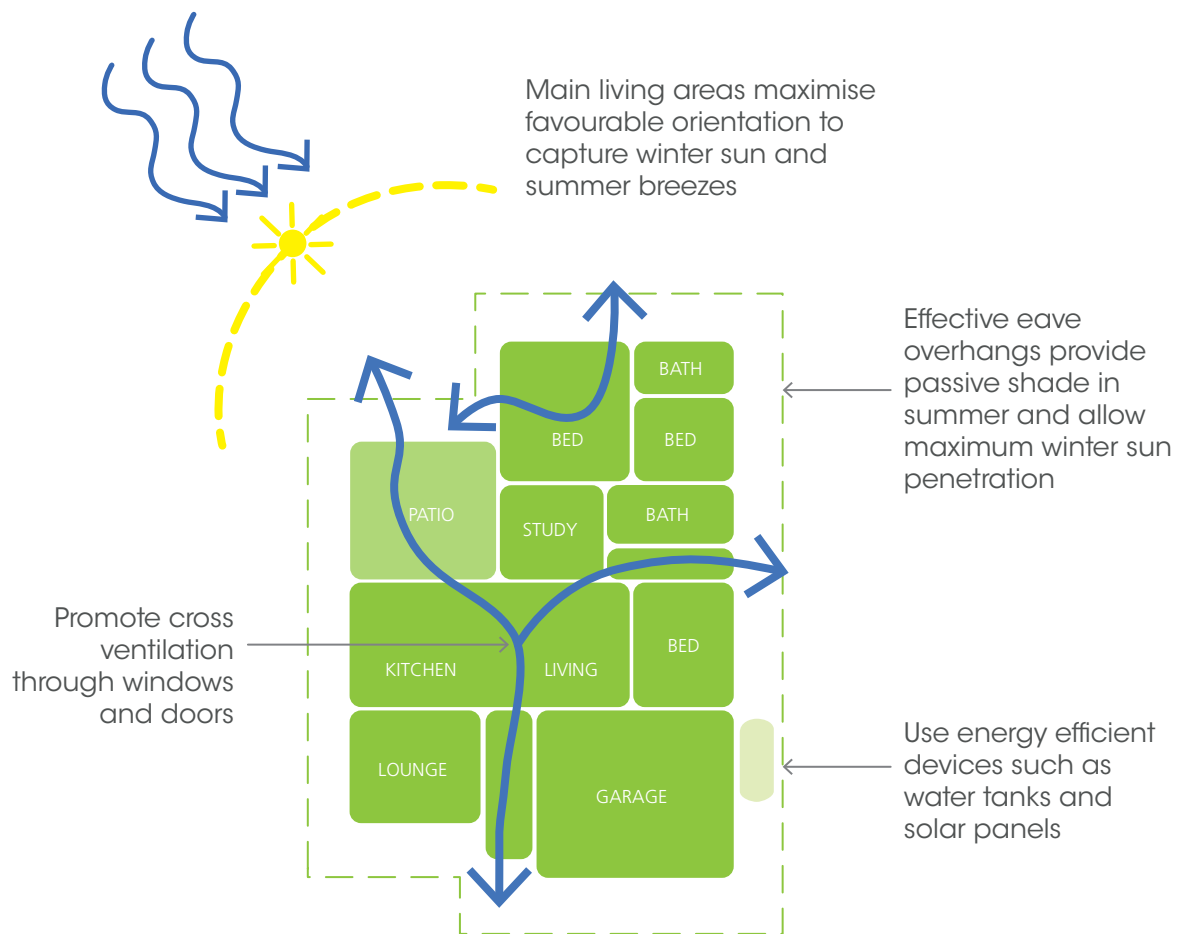 Main living areas maximise
favourable orientation to
capture winter sun and
summer breezes
Effective eave
overhangs provide
passive shade in
summer and allow
maximum winter sun
penetration
BATH
BED
BED
PATIO
STUDY
BATH
Promote cross
ventilation
through windows
and doors
KITCHEN
LIVING
BED
LOUNGE
GARAGE
Use energy efficient
devices such as
water tanks and
solar panels